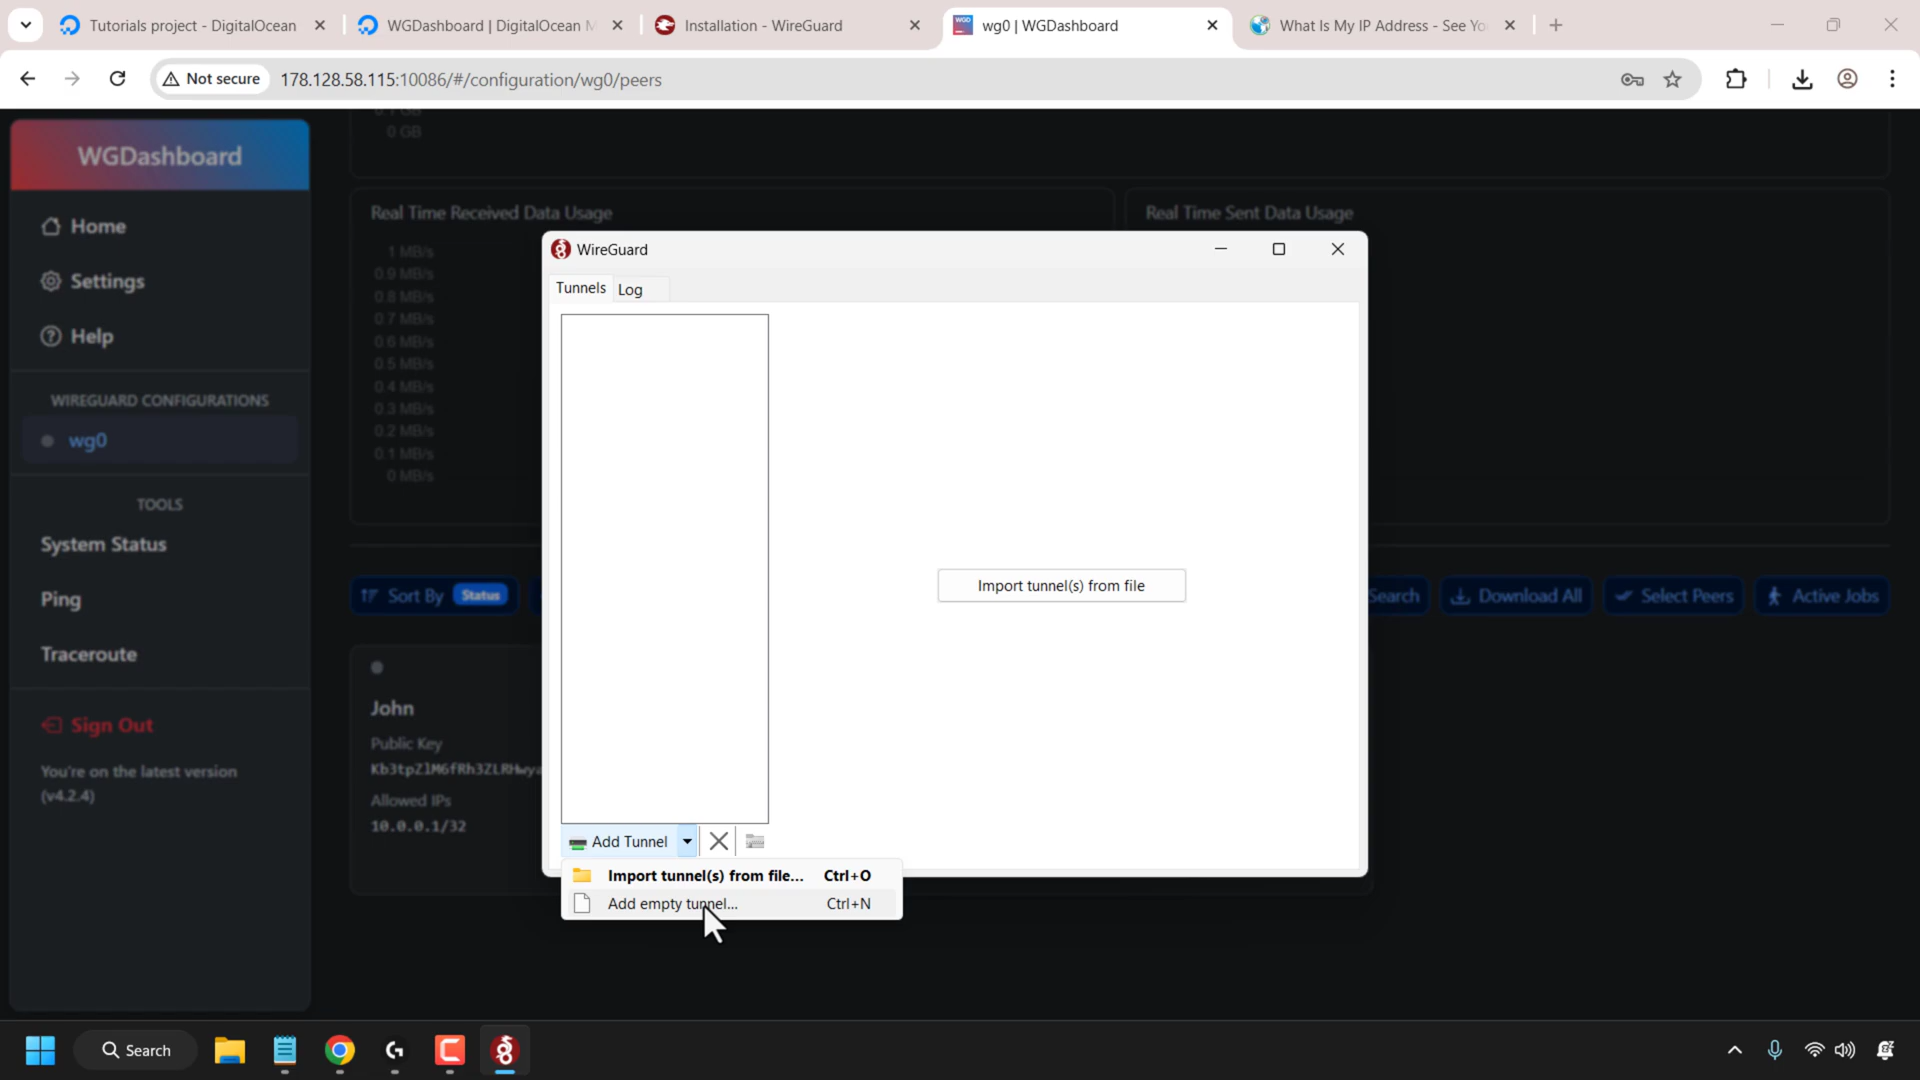 Tutorials project - DigitalOcean
WGDashboard | DigitalOcean M
Installation - WireGuard
wg0 | WGDashboard
What Is My IP Address - See Yo
Not secure
178.128.58.115:10086/#/configuration/wg0/peers
WGDashboard
Home
Settings
Help
WIREGUARD CONFIGURATIONS
wg0
TOOLS
System Status
Ping
Traceroute
Sign Out
You're on the latest version
(v4.2.4)
0 GB
Real Time Received Data Usage
1 MB/s
0.9 MB/s
0.8 MB/s
0.7 MB/s
0.6 MB/s
0.5 MB/s
0.4 MB/s
0.3 MB/s
0.2 MB/s
0.1 MB/s
0 MB/s
Real Time Sent Data Usage
Sort By Status
Search
Download All
Select Peers
Active Jobs
John
Public Key
Kb3tpZlM6fRh3ZLRHwya
Allowed IPs
10.0.0.1/32
WireGuard
Tunnels
Log
Import tunnel(s) from file
Add Tunnel
Import tunnel(s) from file... Ctrl+O
Add empty tunnel... Ctrl+N
Search